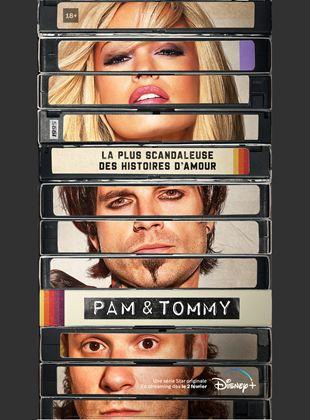 18+
LA PLUS SCANDALEUSE
DES HISTOIRES D'AMOUR
PAM & TOMMY
Une série Star originale
En streaming dès le 2 février
Disney+